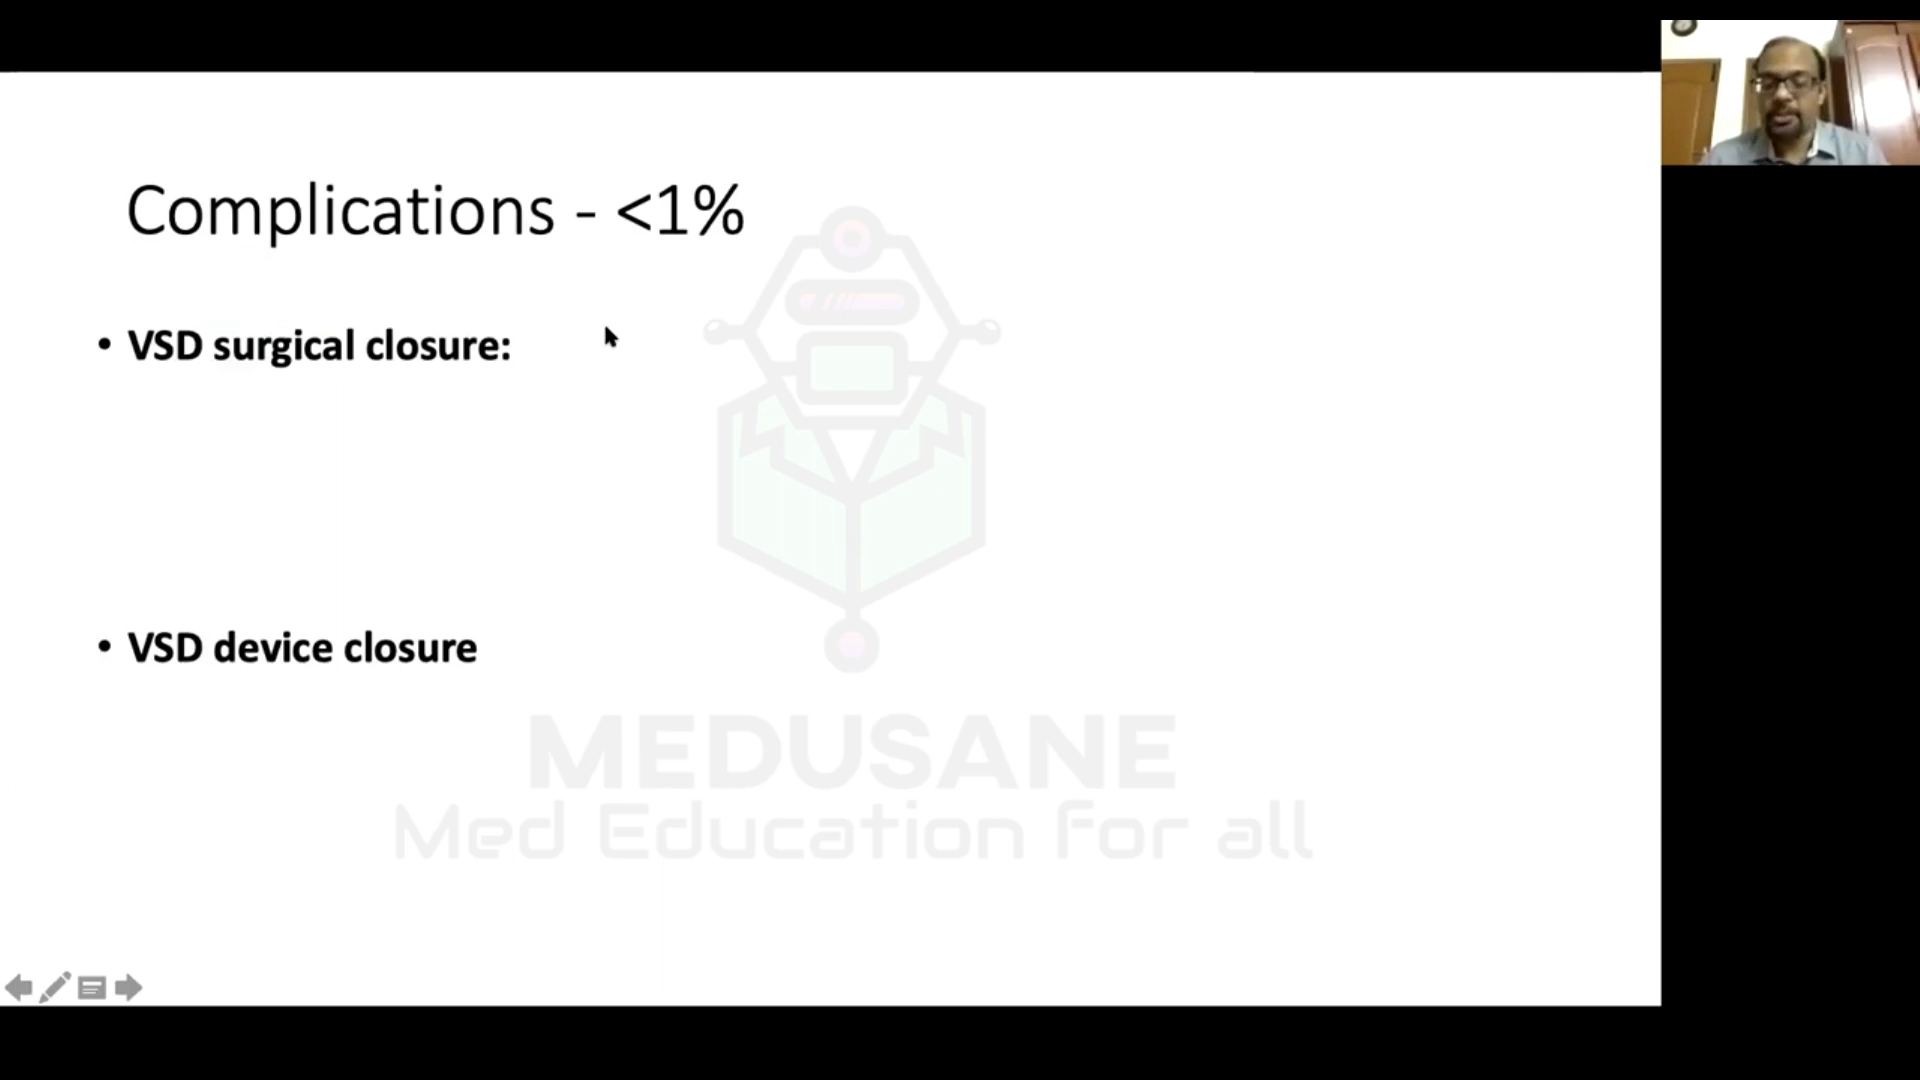 Complications - <1%
• VSD surgical closure:
• VSD device closure
MEDUSANE
Med Education for all